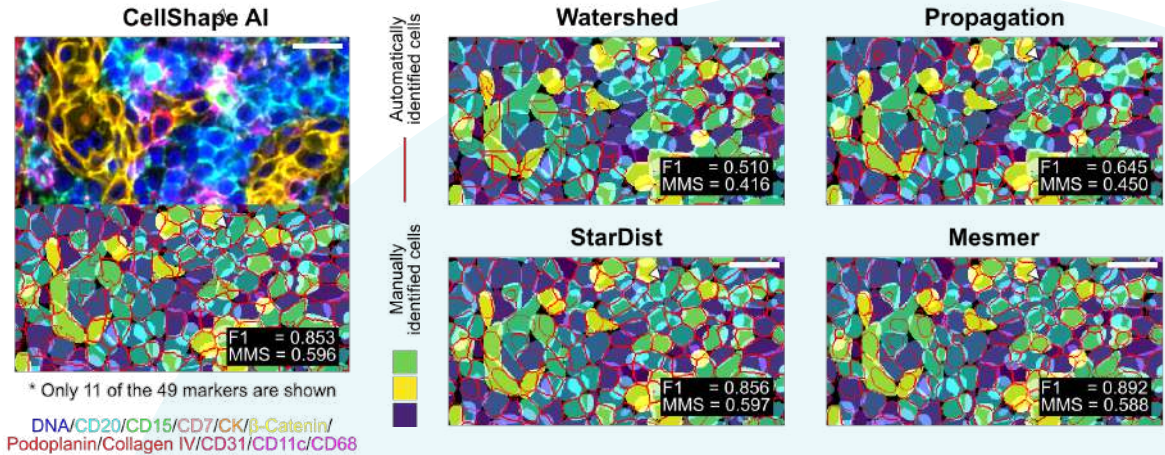 CellShape AI
F1 = 0.853
MMS = 0.596
* Only 11 of the 49 markers are shown
DNA/CD20/CD15/CD7/CK/β-Catenin/
Podoplanin/Collagen IV/CD31/CD11c/CD68
Automatically
identified cells
Manually
identified cells
Watershed
F1 = 0.510
MMS = 0.416
Propagation
F1 = 0.645
MMS = 0.450
StarDist
F1 = 0.856
MMS = 0.597
Mesmer
F1 = 0.892
MMS = 0.588